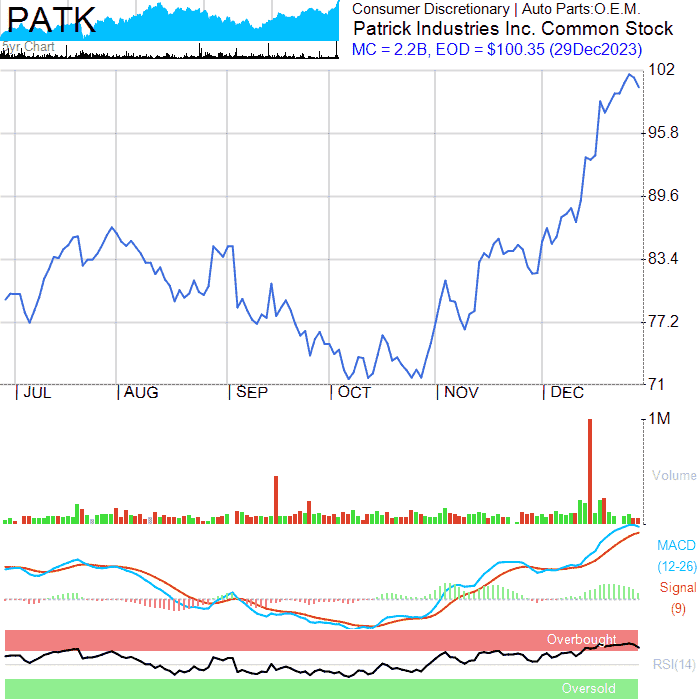 PATK
5yr Chart
Consumer Discretionary | Auto Parts:O.E.M.
Patrick Industries Inc. Common Stock
MC = 2.2B, EOD = $100.35 (29Dec2023)
102
95.8
89.6
83.4
77.2
71
JUL
AUG
SEP
OCT
NOV
DEC
1M
Volume
MACD
(12-26)
Signal
(9)
Overbought
RSI(14)
Oversold